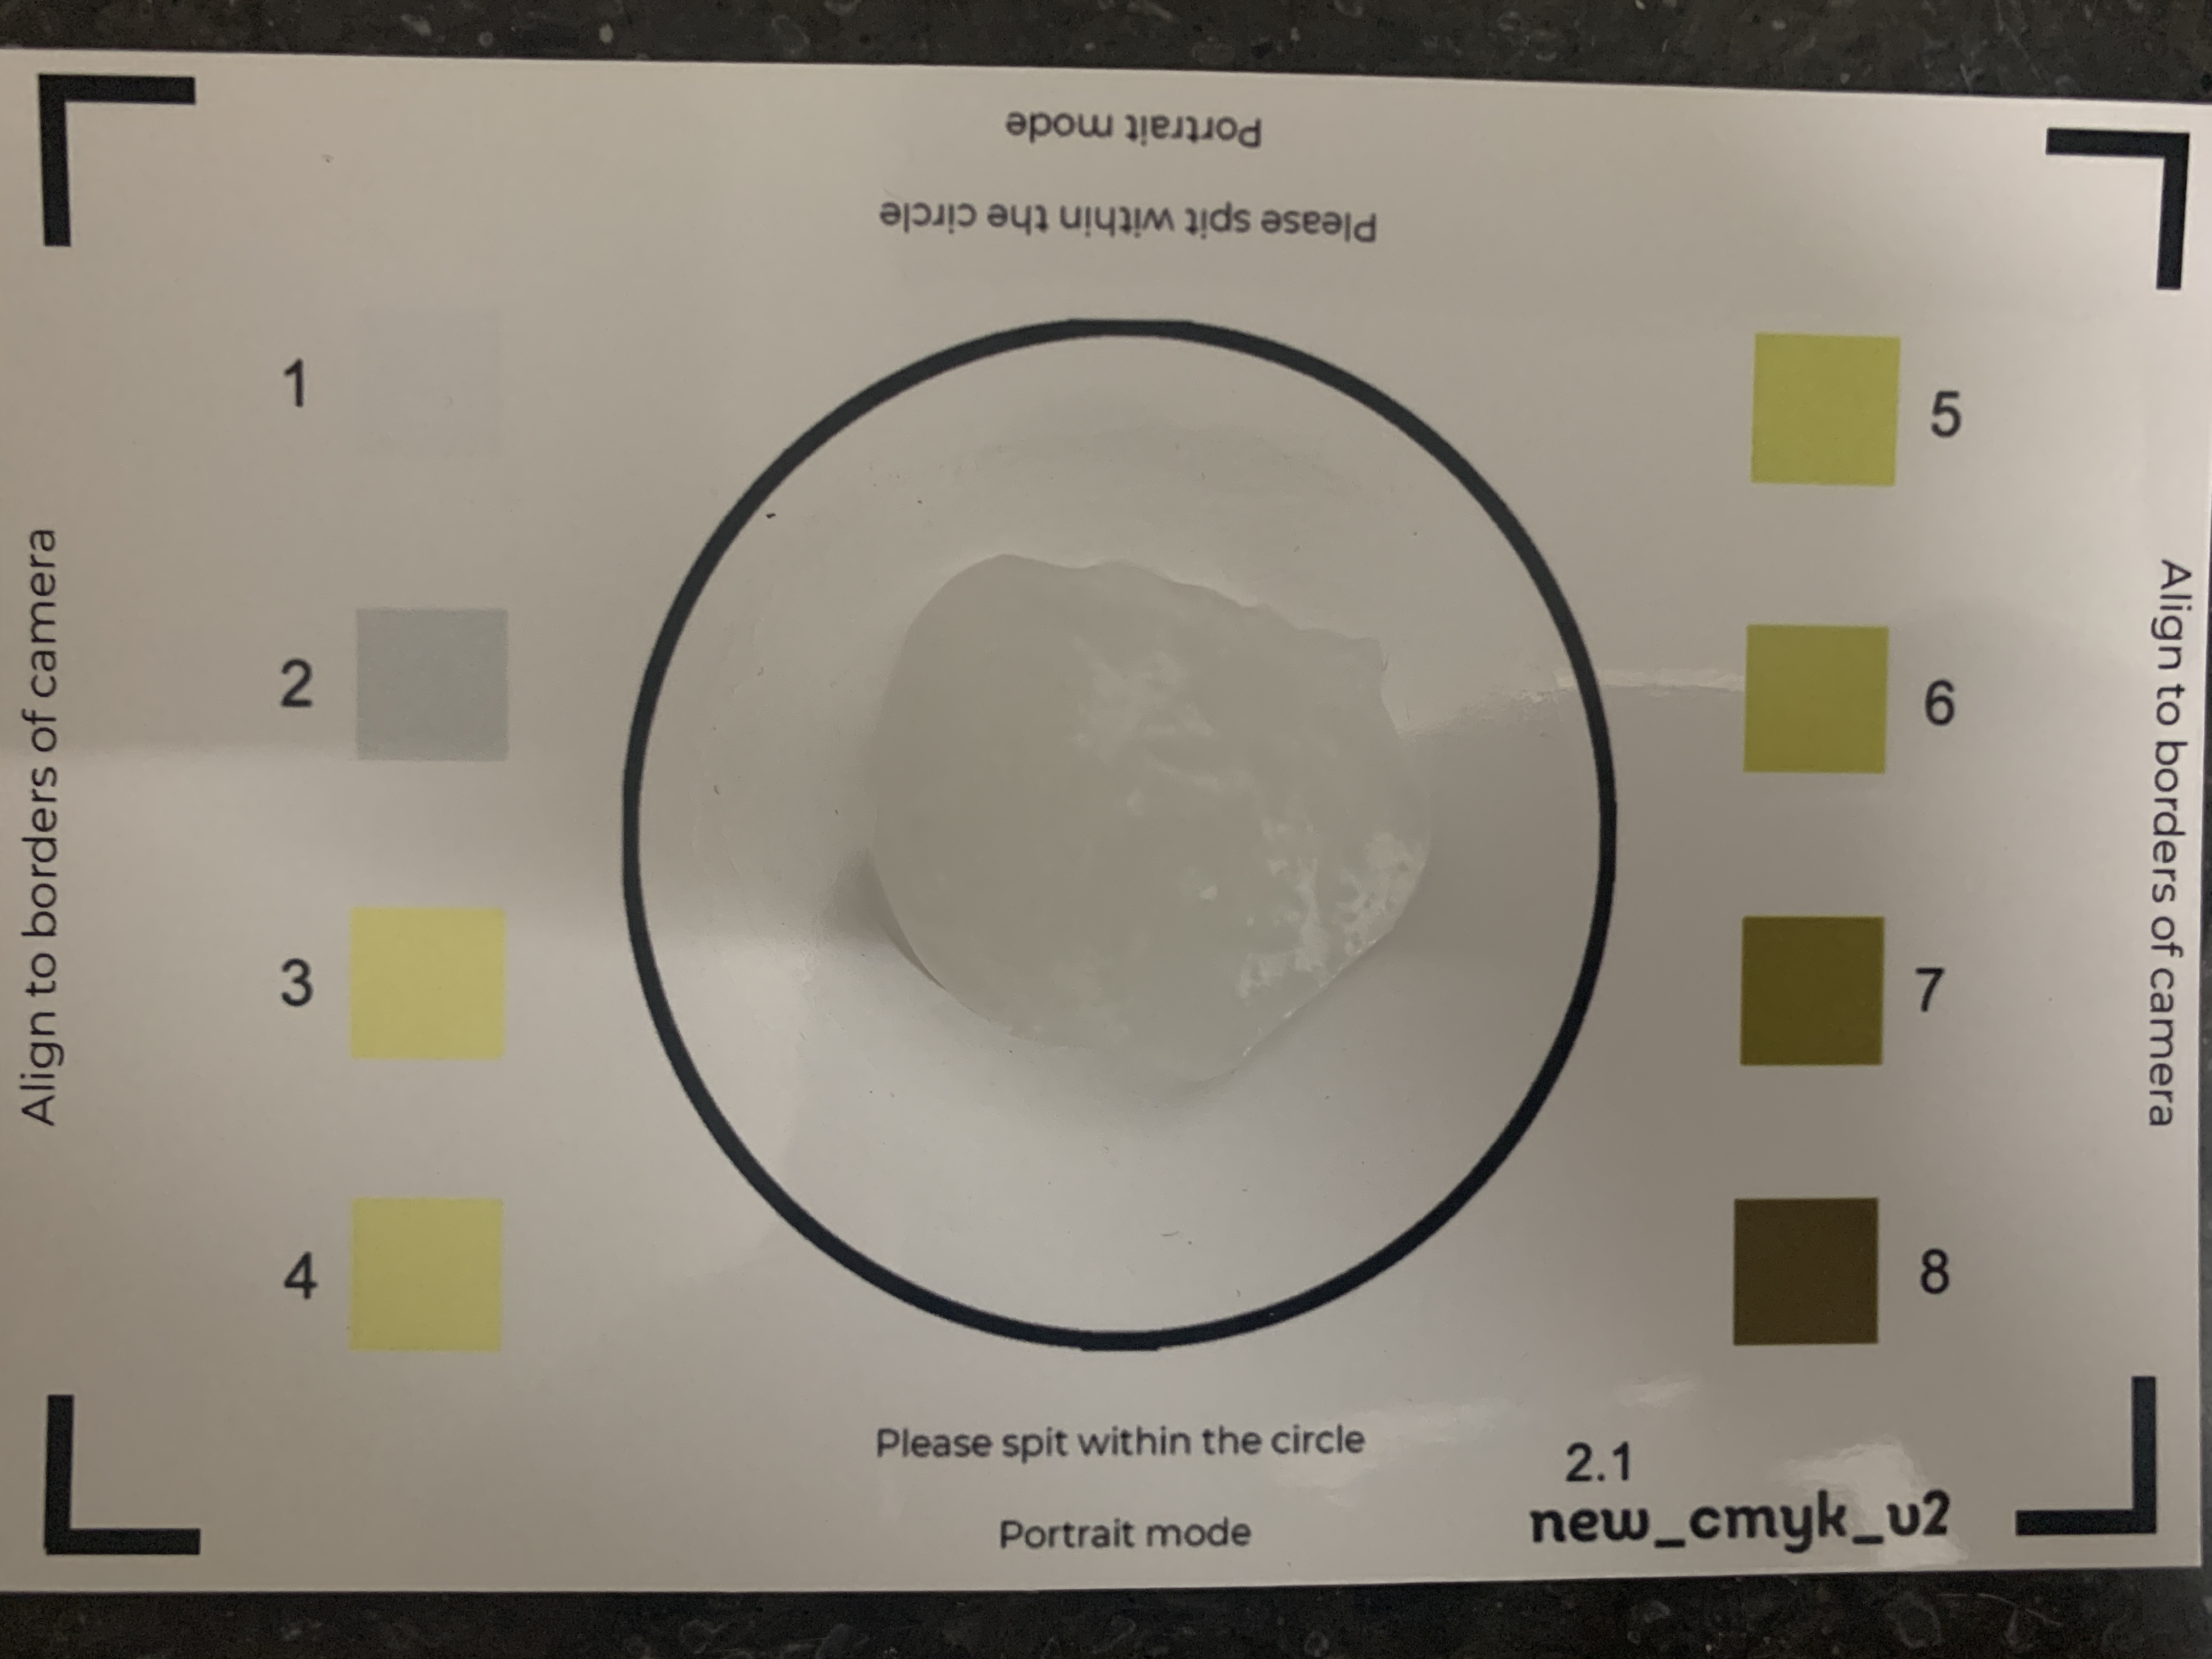 Align to borders of camera
4
3
2
1
Please spit within the circle
Portrait mode
Please spit within the circle
Portrait mode
2.1
new_cmyk_v2
8
7
6
5
Align to borders of camera